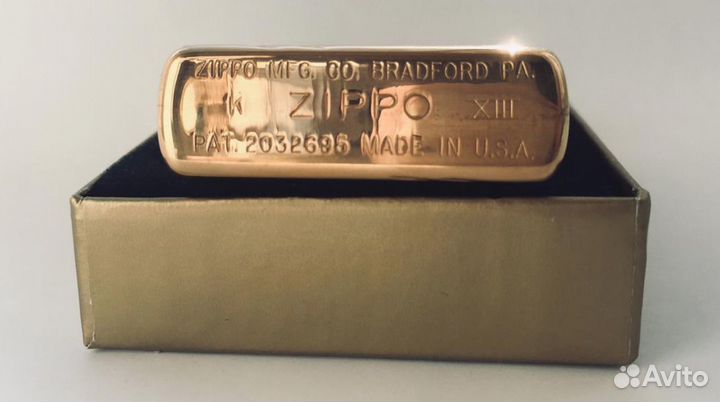 ZIPPO MFG. CO. BRADFORD PA.
K ZIPPO XIII
PAT. 2032695 MADE IN U.S.A.
Avito